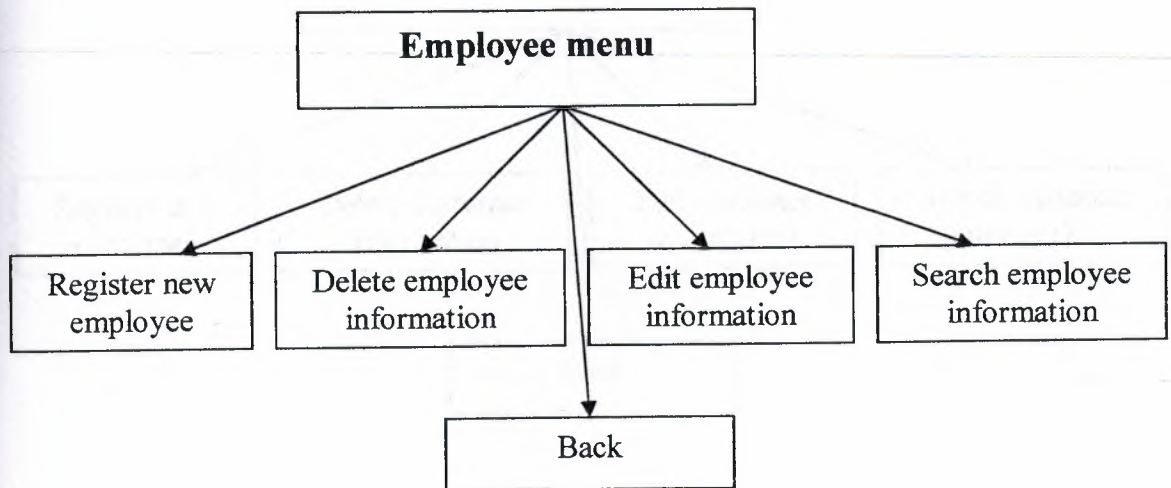 Employee menu
Register new
employee
Delete employee
information
Edit employee
information
Search employee
information
Back